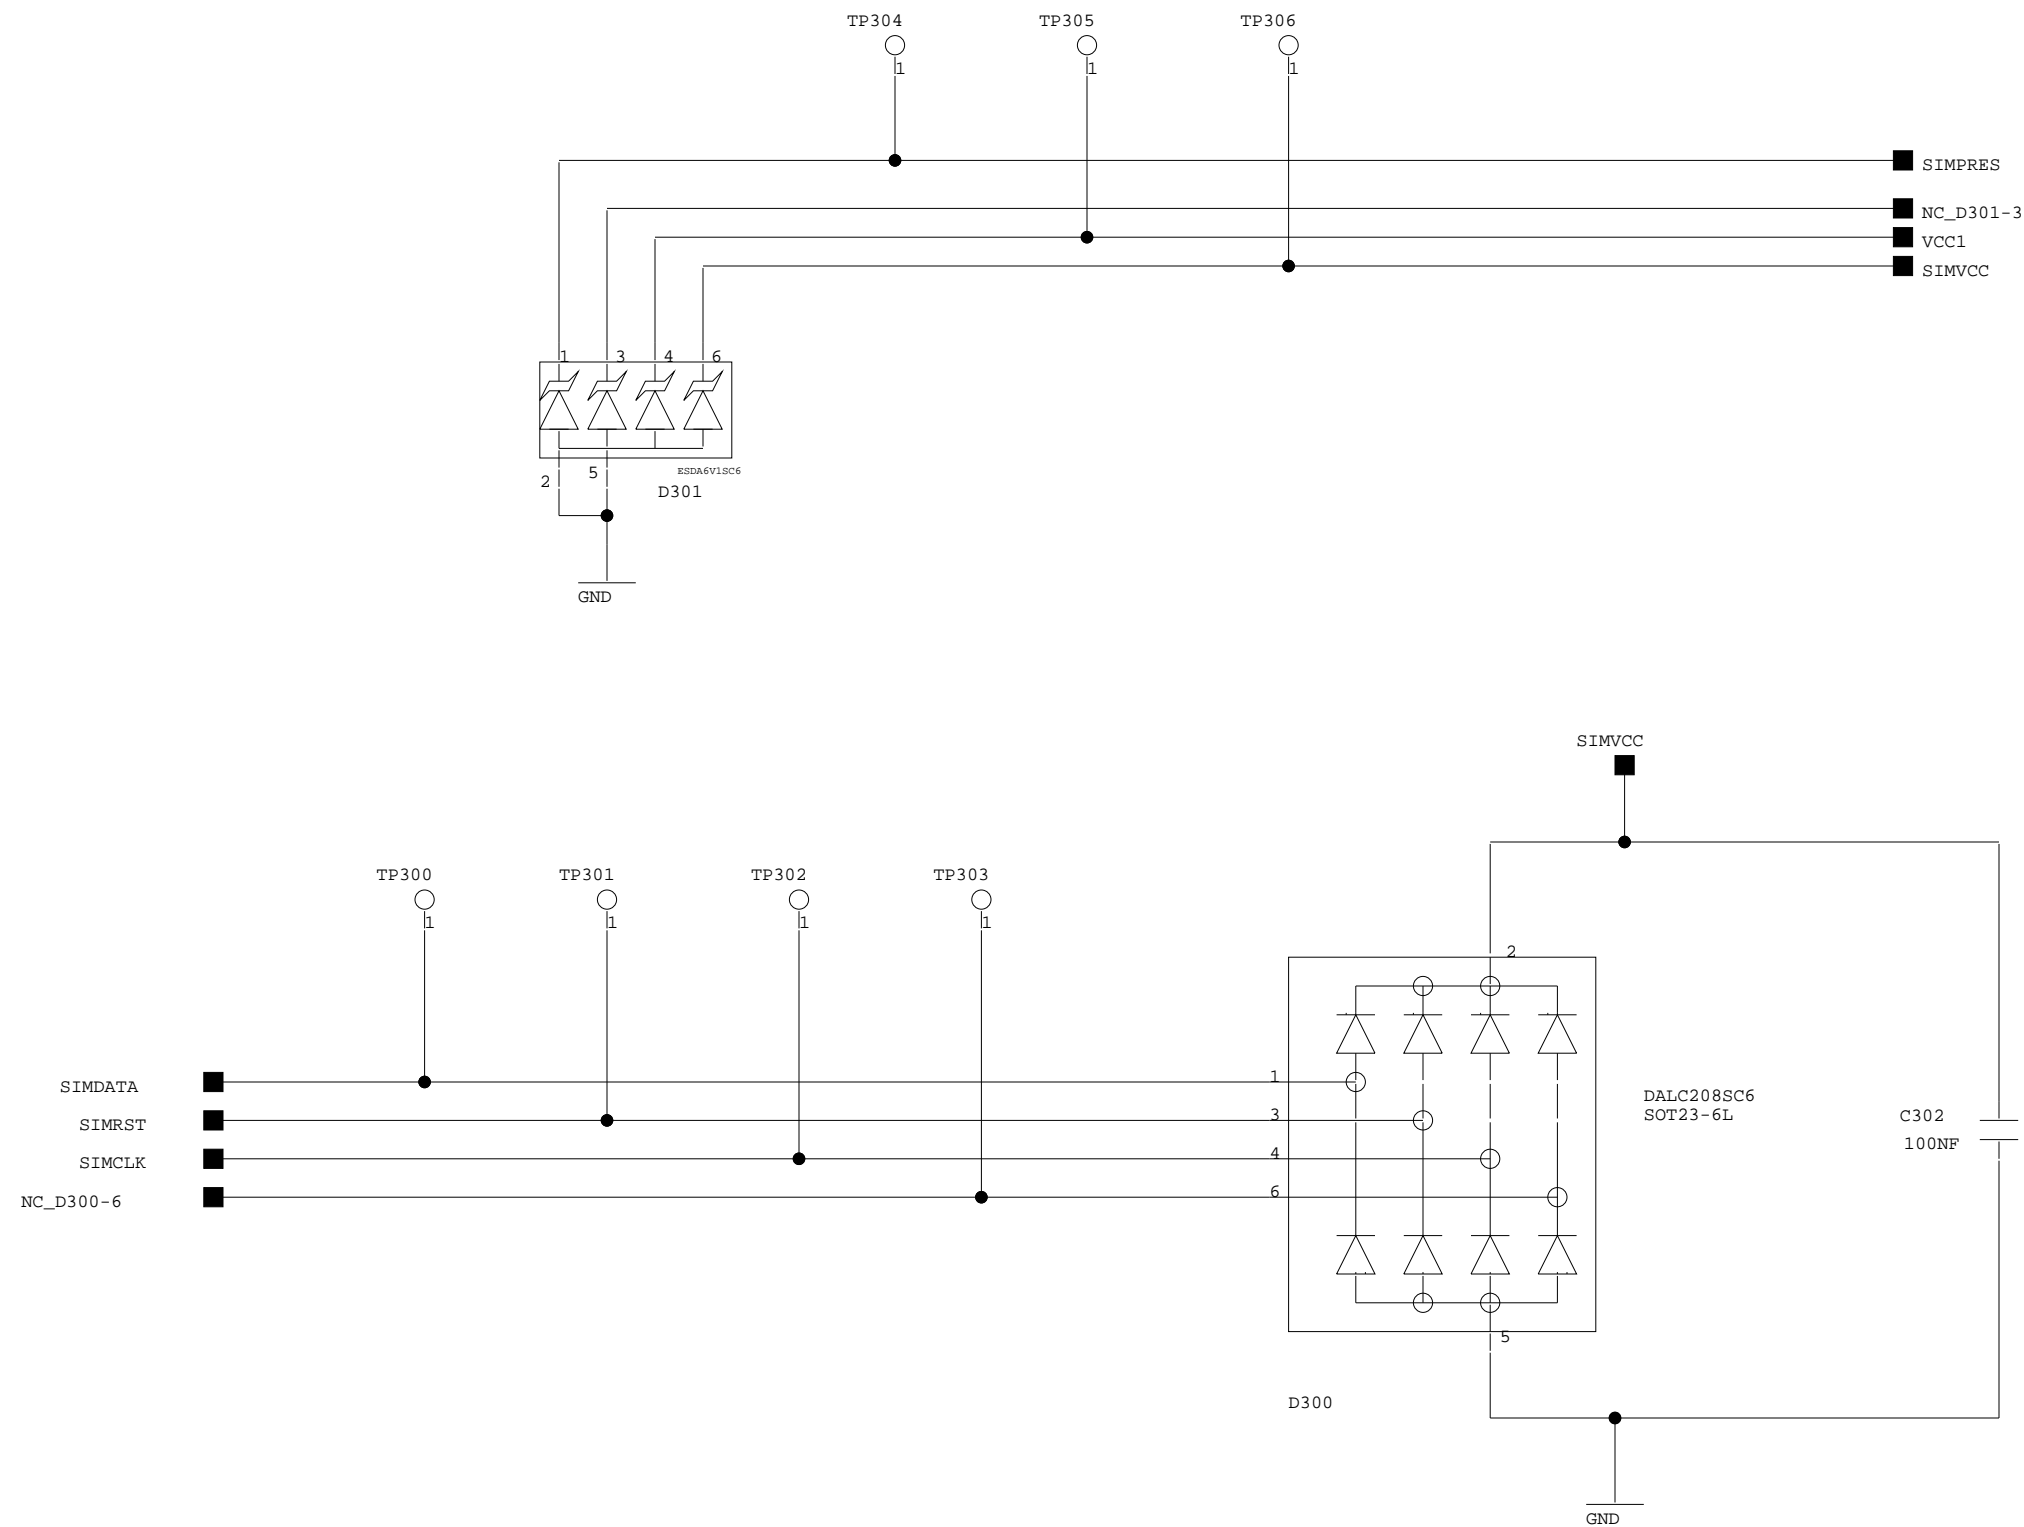 TP304 TP305 TP306
1 1 1
SIMPRES
NC_D301-3
VCC1
SIMVCC
1 3 4 6
ESDA6V1SC6
2 5
D301
GND
SIMVCC
TP300 TP301 TP302 TP303
1 1 1 1
2
SIMDATA 1
SIMRST 3
SIMCLK 4
NC_D300-6 6
DALC208SC6
SOT23-6L
C302
100NF
5
D300
GND